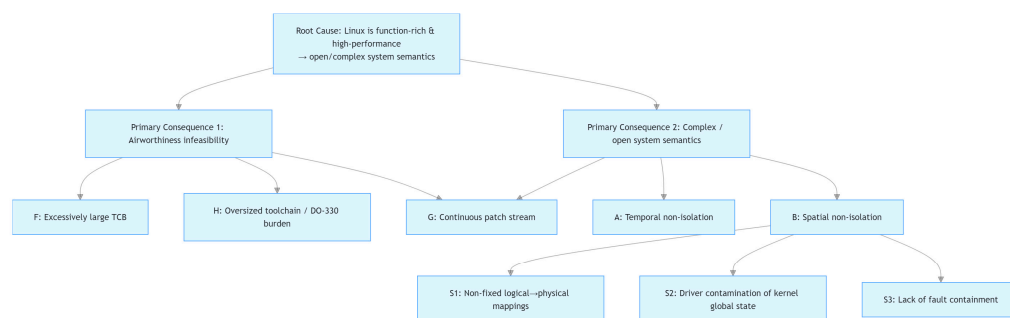 Root Cause: Linux is function-rich &
high-performance
→ open/complex system semantics
Primary Consequence 1:
Airworthiness infeasibility
Primary Consequence 2: Complex /
open system semantics
F: Excessively large TCB
H: Oversized toolchain / DO-330
burden
G: Continuous patch stream
A: Temporal non-isolation
B: Spatial non-isolation
S1: Non-fixed logical→physical
mappings
S2: Driver contamination of kernel
global state
S3: Lack of fault containment